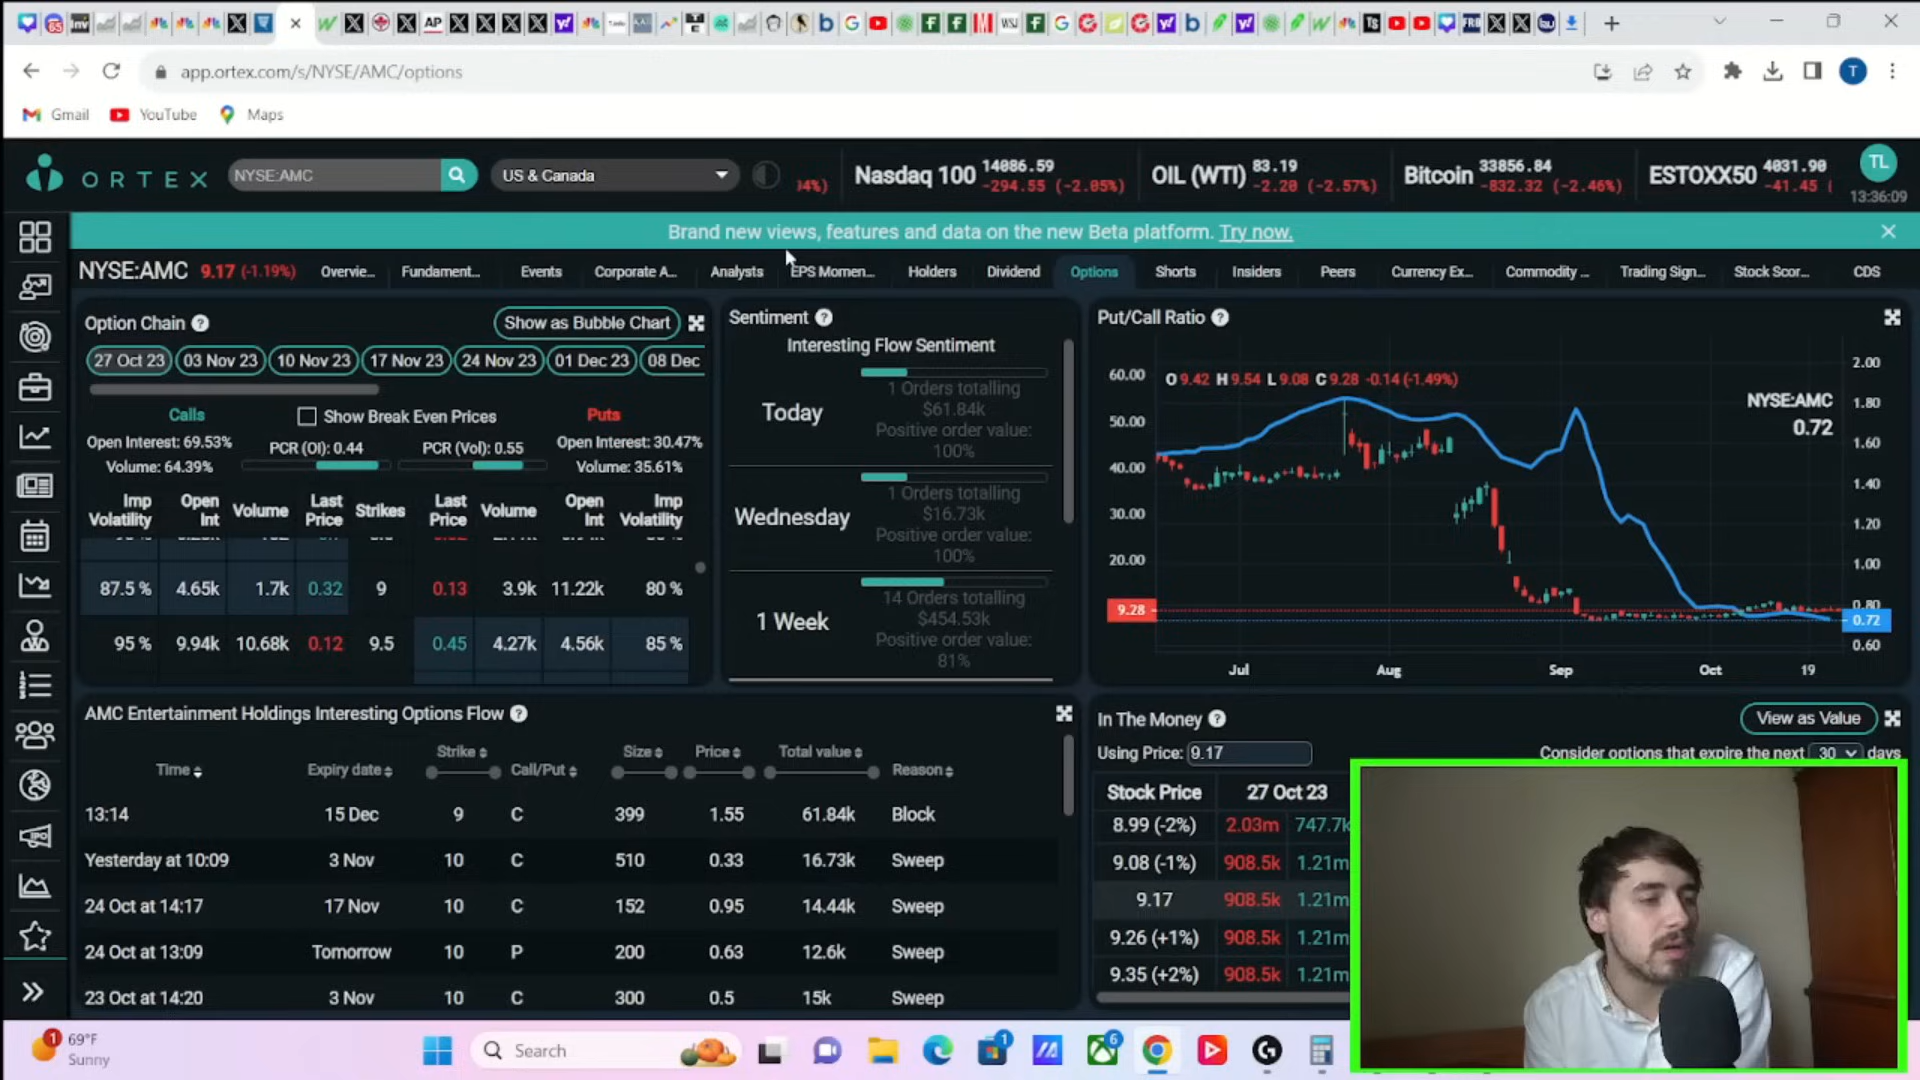 app.ortex.com/s/NYSE/AMC/options
Gmail
YouTube
Maps
ORTEX
NYSE:AMC
US & Canada
Nasdaq 100 14086.59 -294.55 (-2.05%)
OIL (WTI) 83.19 -2.20 (-2.57%)
Bitcoin 33856.84 -832.32 (-2.46%)
ESTOXX50 4031.90 -41.45
TL
13:36:09
Brand new views, features and data on the new Beta platform. Try now.
NYSE:AMC 9.17 (-1.19%)
Overvie...
Fundament...
Events
Corporate A...
Analysts
EPS Momen...
Holders
Dividend
Options
Shorts
Insiders
Peers
Currency Ex...
Commodity ...
Trading Sign...
Stock Scor...
CDS
Option Chain
Show as Bubble Chart
27 Oct 23
03 Nov 23
10 Nov 23
17 Nov 23
24 Nov 23
01 Dec 23
08 Dec
Calls
Show Break Even Prices
Puts
Open Interest: 69.53%
PCR (OI): 0.44
PCR (Vol): 0.55
Open Interest: 30.47%
Volume: 64.39%
Volume: 35.61%
Imp Volatility
Open Int
Volume
Last Price
Strikes
Last Price
Volume
Open Int
Imp Volatility
87.5 % 4.65k 1.7k 0.32 9 0.13 3.9k 11.22k 80 %
95 % 9.94k 10.68k 0.12 9.5 0.45 4.27k 4.56k 85 %
Sentiment
Interesting Flow Sentiment
Today
1 Orders totalling
$61.84k
Positive order value:
100%
Wednesday
1 Orders totalling
$16.73k
Positive order value:
100%
1 Week
14 Orders totalling
$454.53k
Positive order value:
81%
Put/Call Ratio
O 9.42 H 9.54 L 9.08 C 9.28 -0.14 (-1.49%)
NYSE:AMC
0.72
60.00
50.00
40.00
30.00
20.00
9.28
2.00
1.80
1.60
1.40
1.20
1.00
0.80
0.72
0.60
Jul
Aug
Sep
Oct
19
AMC Entertainment Holdings Interesting Options Flow
Time
Expiry date
Strike
Call/Put
Size
Price
Total value
Reason
13:14 15 Dec 9 C 399 1.55 61.84k Block
Yesterday at 10:09 3 Nov 10 C 510 0.33 16.73k Sweep
24 Oct at 14:17 17 Nov 10 C 152 0.95 14.44k Sweep
24 Oct at 13:09 Tomorrow 10 P 200 0.63 12.6k Sweep
23 Oct at 14:20 3 Nov 10 C 300 0.5 15k Sweep
In The Money
View as Value
Using Price: 9.17
Consider options that expire the next 30 days
Stock Price
27 Oct 23
8.99 (-2%) 2.03m 747.7k
9.08 (-1%) 908.5k 1.21m
9.17 908.5k 1.21m
9.26 (+1%) 908.5k 1.21m
9.35 (+2%) 908.5k 1.21m
69°F
Sunny
Search